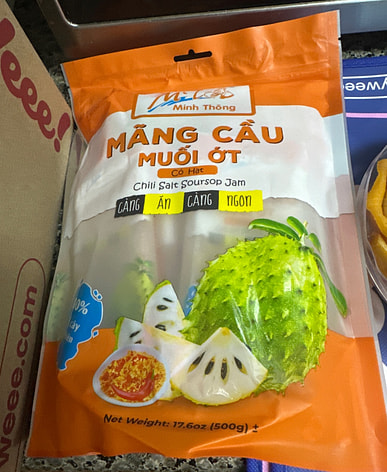 Minh Thông
MÃNG CẦU
MUỐI ỚT
Có Hạt
Chili Salt Soursop Jam
CÀNG ĂN CÀNG NGON
Net Weight: 17.6oz (500g) ±
weee!
weee.com